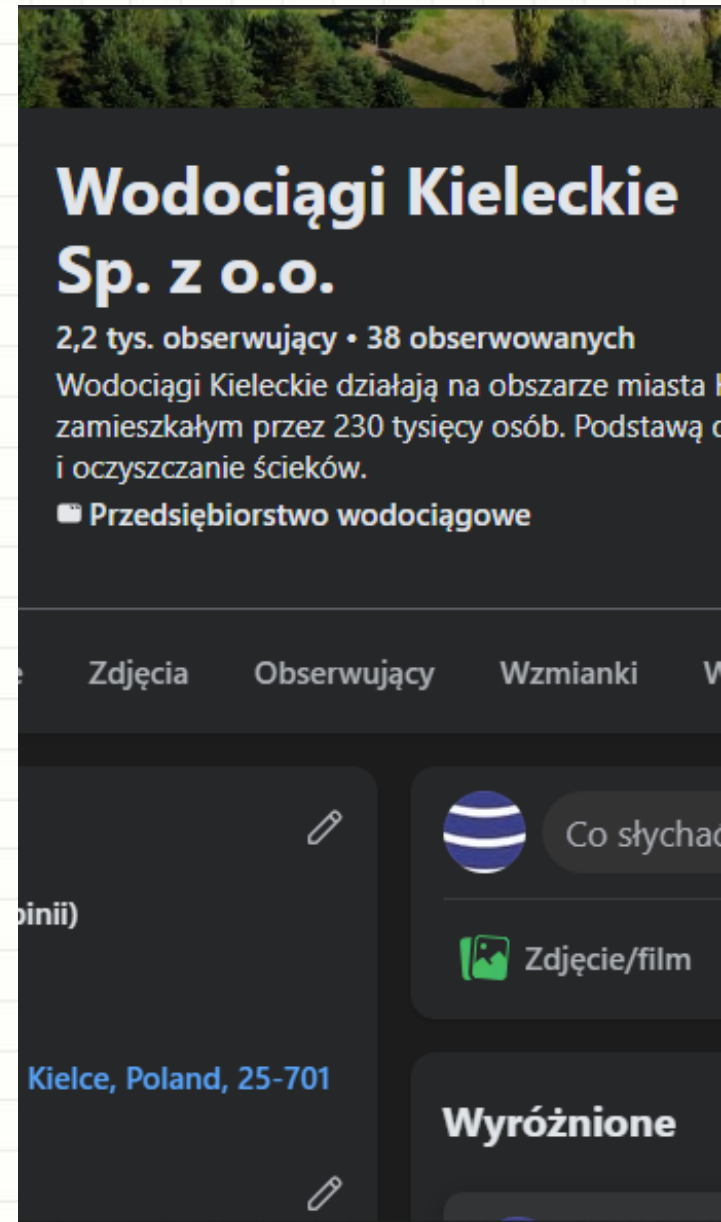 Wodociągi Kieleckie
Sp. z o.o.
2,2 tys. obserwujący • 38 obserwowanych
Wodociągi Kieleckie działają na obszarze miasta
zamieszkałym przez 230 tysięcy osób. Podstawą
i oczyszczanie ścieków.
Przedsiębiorstwo wodociągowe
Zdjęcia Obserwujący Wzmianki
Co słychać
Zdjęcie/film
Kielce, Poland, 25-701
Wyróżnione